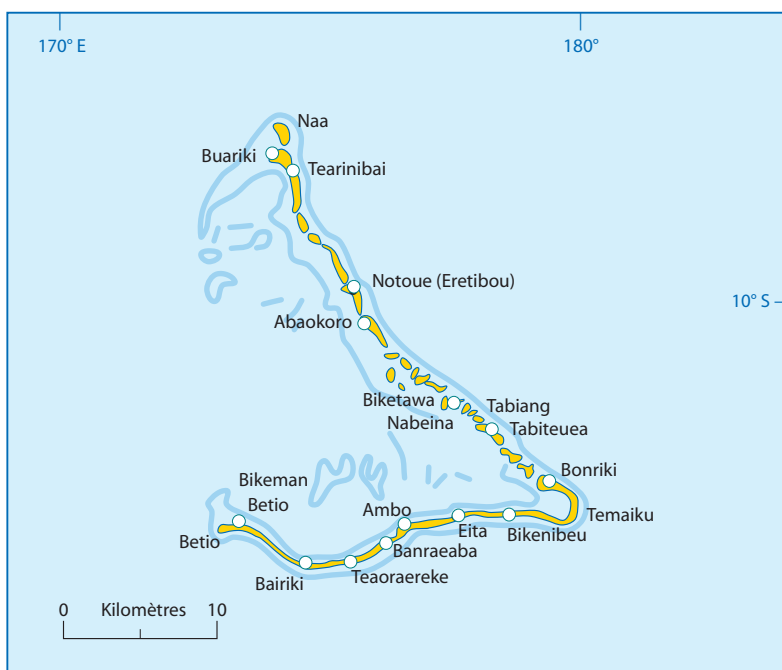 170° E
180°
Naa
Buariki
Tearinibai
Notoue (Eretibou)
10° S
Abaokoro
Biketawa
Tabiang
Nabeina
Tabiteuea
Bonriki
Bikeman
Betio
Ambo
Temaiku
Betio
Eita
Bikenibeu
Banraeaba
Bairiki
Teaoraereke
0 Kilomètres 10